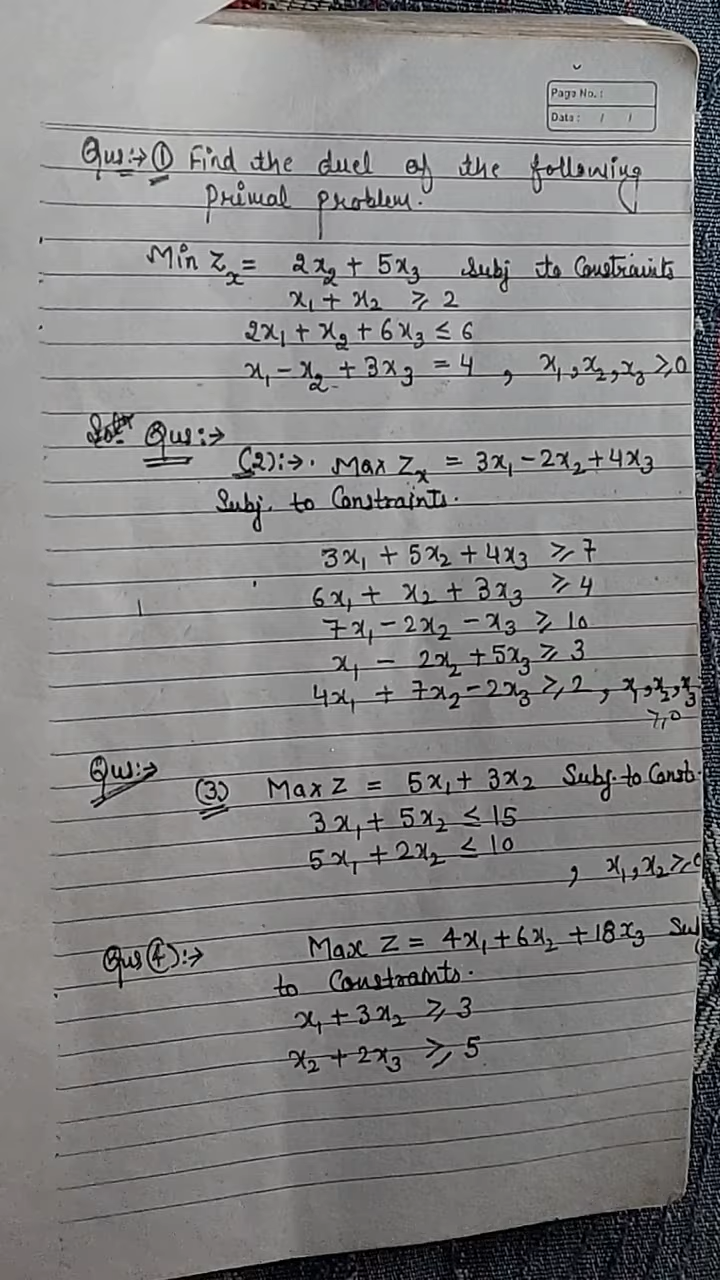 Page No. :
Date : / /
Qus:→ ① Find the duel of the following
primal problem.
Min Zₓ = 2x₂ + 5x₃ Subj to Constraints
x₁ + x₂ ≥ 2
2x₁ + x₂ + 6x₃ ≤ 6
x₁ - x₂ + 3x₃ = 4 , x₁, x₂, x₃ ≥ 0
Qus:→
(2):→. Max Zₓ = 3x₁ - 2x₂ + 4x₃
Subj. to Constraints.
3x₁ + 5x₂ + 4x₃ ≥ 7
6x₁ + x₂ + 3x₃ ≥ 4
7x₁ - 2x₂ - x₃ ≥ 10
x₁ - 2x₂ + 5x₃ ≥ 3
4x₁ + 7x₂ - 2x₃ ≥ 2 , x₁, x₂, x₃
≥ 0
Qus:→
(3) Max Z = 5x₁ + 3x₂ Subj. to Const.
3x₁ + 5x₂ ≤ 15
5x₁ + 2x₂ ≤ 10
, x₁, x₂ ≥ 0
Qus (4):→ Max Z = 4x₁ + 6x₂ + 18x₃ Suj
to Constraints.
x₁ + 3x₂ ≥ 3
x₂ + 2x₃ ≥ 5